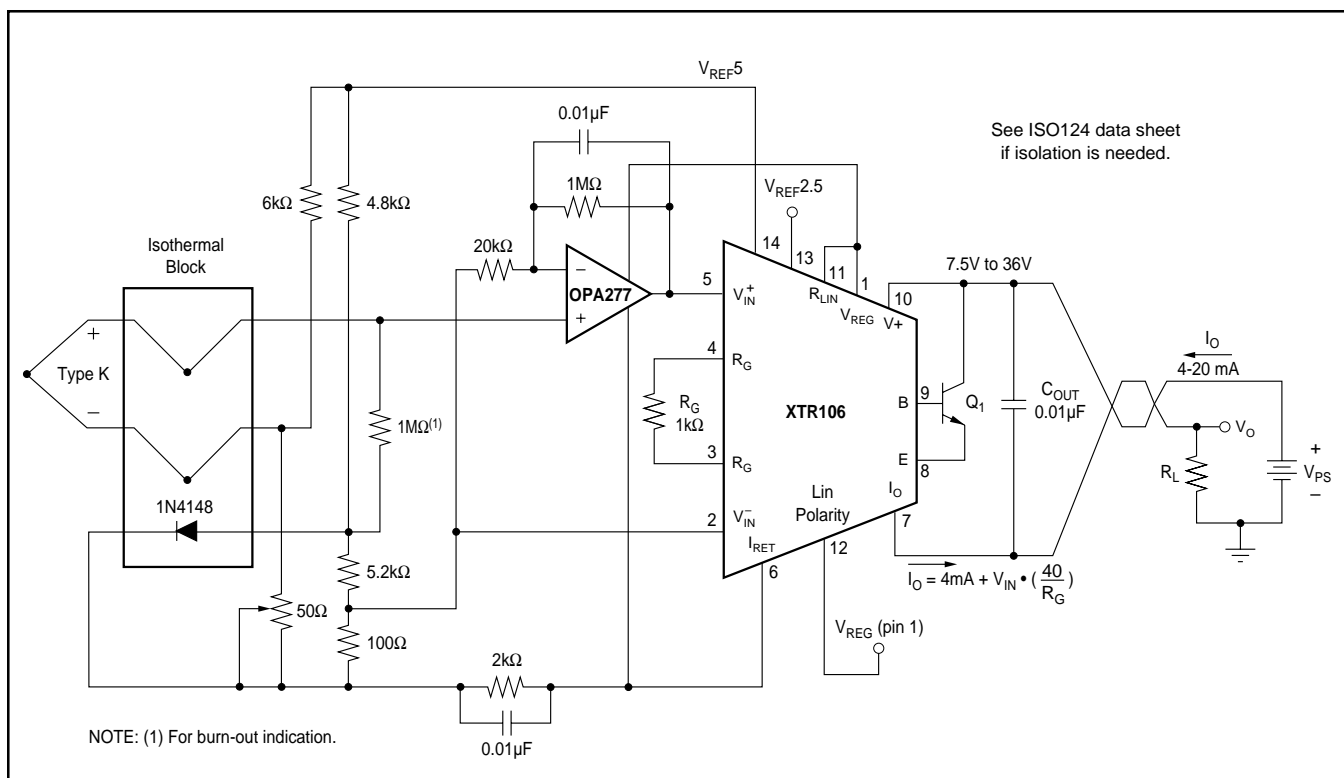 V_REF5
0.01µF
See ISO124 data sheet
if isolation is needed.
1MΩ
V_REF2.5
6kΩ
4.8kΩ
Isothermal
Block
20kΩ
14
13
11
7.5V to 36V
5
−
OPA277
+
V_IN^+
R_LIN
1
V_REG
10
V+
+
Type K
−
4
R_G
I_O
4-20 mA
R_G
1kΩ
XTR106
9
B
Q_1
C_OUT
0.01µF
V_O
1MΩ(1)
3
R_G
E
8
R_L
+
V_PS
−
1N4148
2
V_IN^−
Lin
Polarity
I_O
7
I_RET
12
6
5.2kΩ
I_O = 4mA + V_IN • (40/R_G)
50Ω
100Ω
V_REG (pin 1)
2kΩ
0.01µF
NOTE: (1) For burn-out indication.